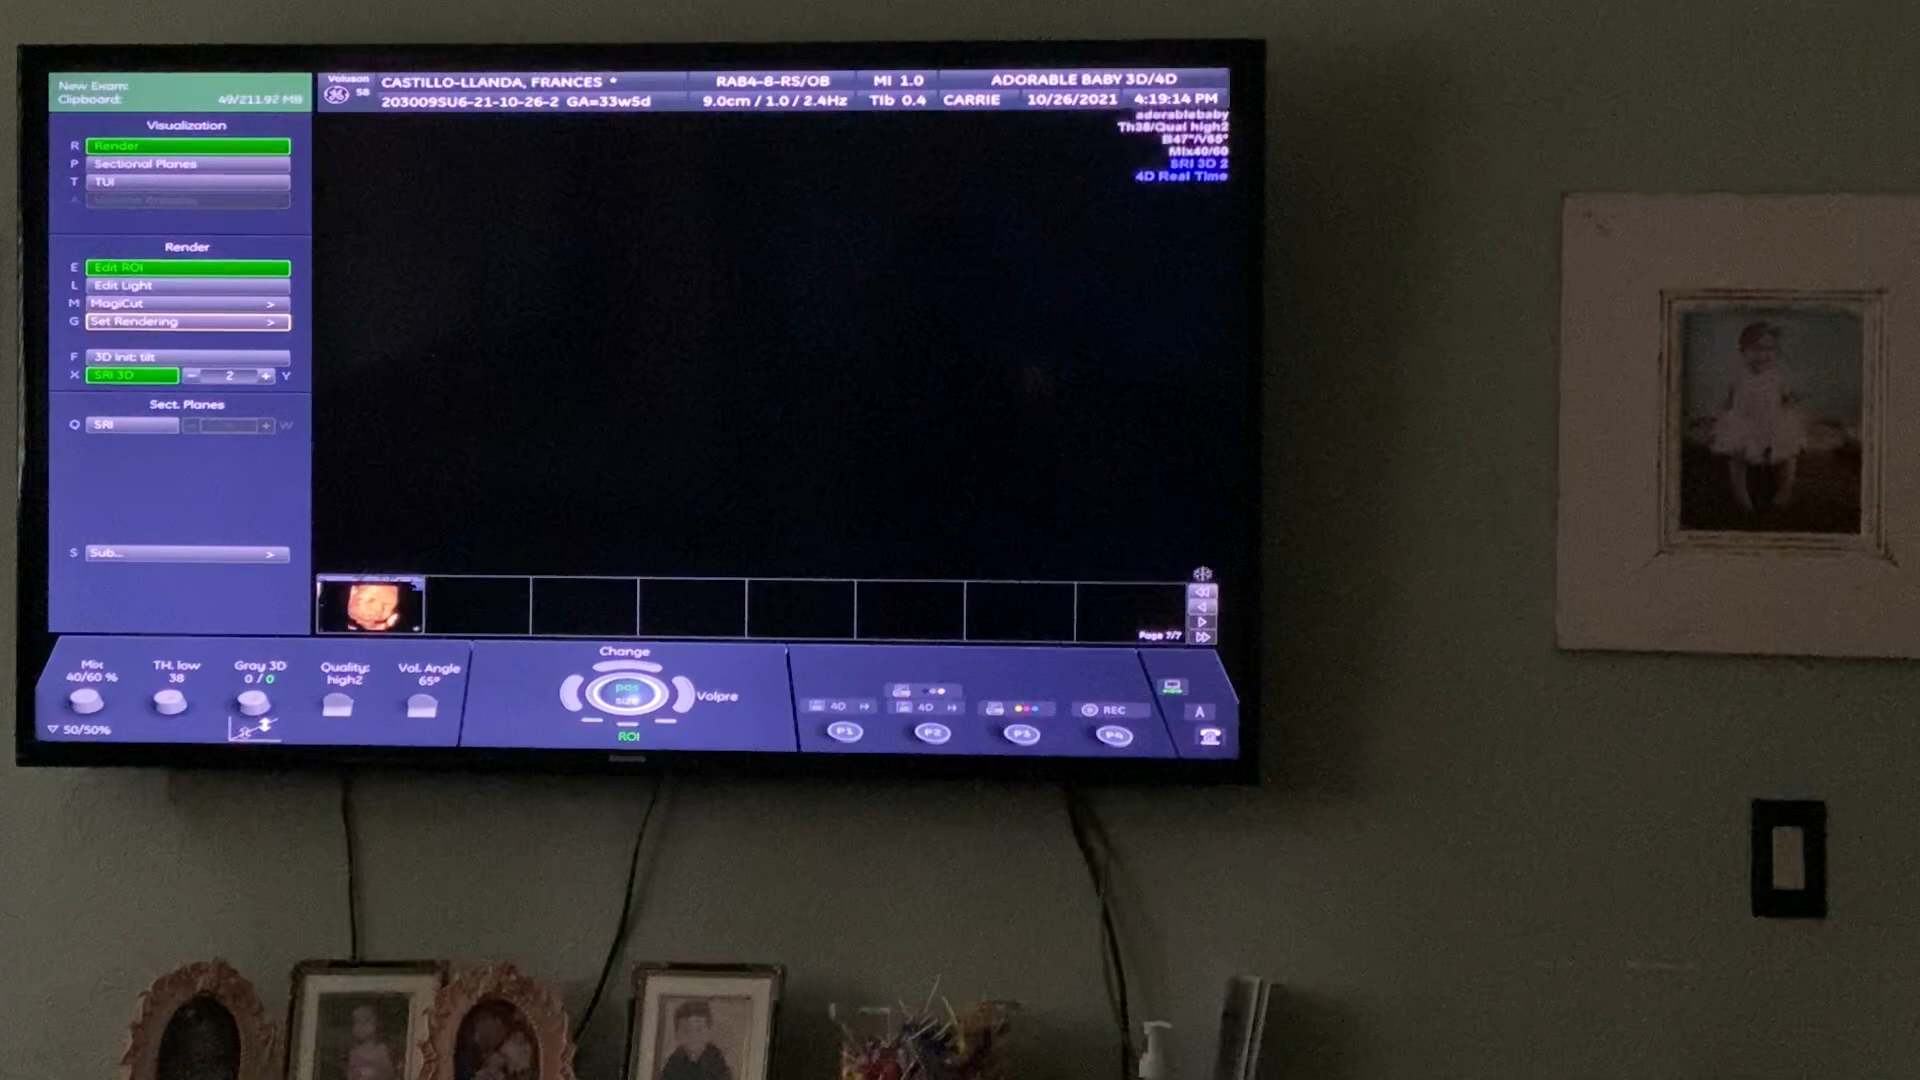 New Exam:
Clipboard: 49/211.92 MB
Voluson
S8
CASTILLO-LLANDA, FRANCES * RAB4-8-RS/OB MI 1.0 ADORABLE BABY 3D/4D
203009SU6-21-10-26-2 GA=33w5d 9.0cm / 1.0 / 2.4Hz TIb 0.4 CARRIE 10/26/2021 4:19:14 PM
adorablebaby
Th38/Qual high2
B47°/V65°
Mix40/60
SRI 3D 2
4D Real Time
Visualization
R Render
P Sectional Planes
T TUI
A
Render
E Edit ROI
L Edit Light
M MagiCut >
G Set Rendering >
F 3D Init: tilt
X SRI 3D − 2 + Y
Sect. Planes
Q SRI − + W
S Sub... >
Page 7/7
Mix
40/60 %
TH. low
38
Gray 3D
0 / 0
Quality:
high2
Vol. Angle
65°
50/50%
Change
pos
size
Volpre
ROI
4D
4D
REC
P1 P2 P3 P4
A